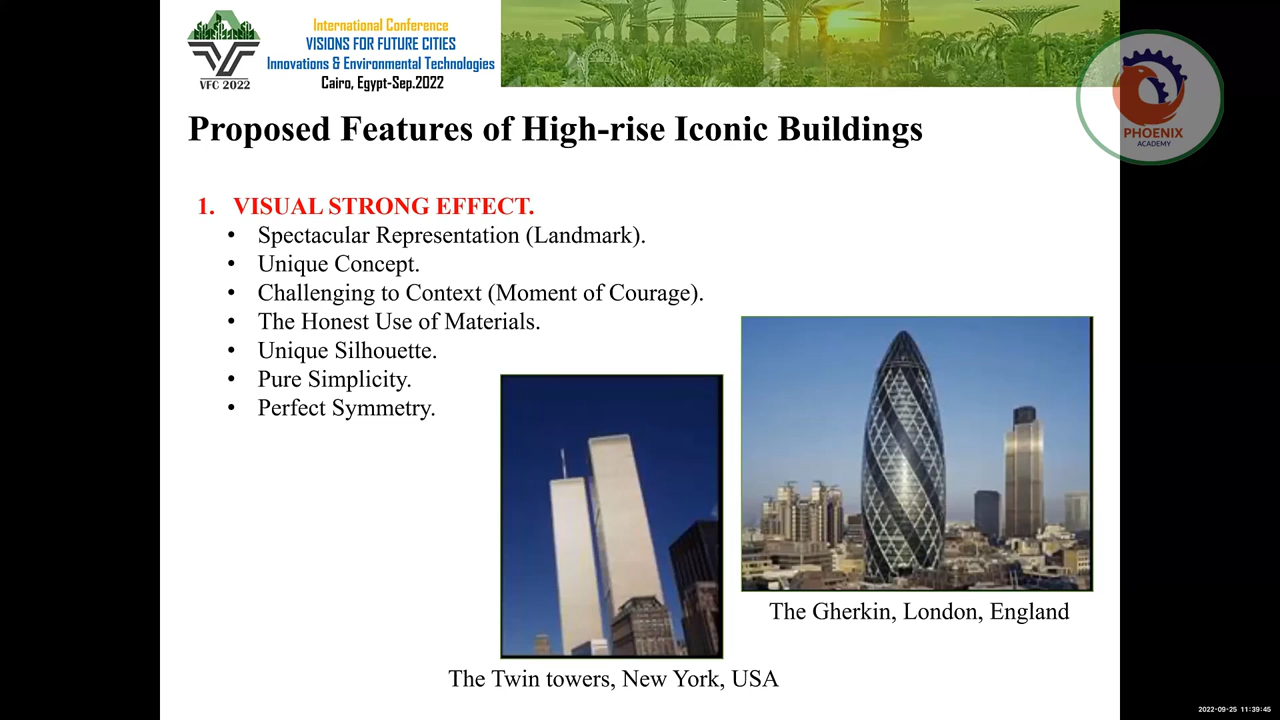 VFC 2022
International Conference
VISIONS FOR FUTURE CITIES
Innovations & Environmental Technologies
Cairo, Egypt-Sep.2022
PHOENIX
ACADEMY
Proposed Features of High-rise Iconic Buildings
1. VISUAL STRONG EFFECT.
• Spectacular Representation (Landmark).
• Unique Concept.
• Challenging to Context (Moment of Courage).
• The Honest Use of Materials.
• Unique Silhouette.
• Pure Simplicity.
• Perfect Symmetry.
The Gherkin, London, England
The Twin towers, New York, USA
2022-09-25 11:39:45